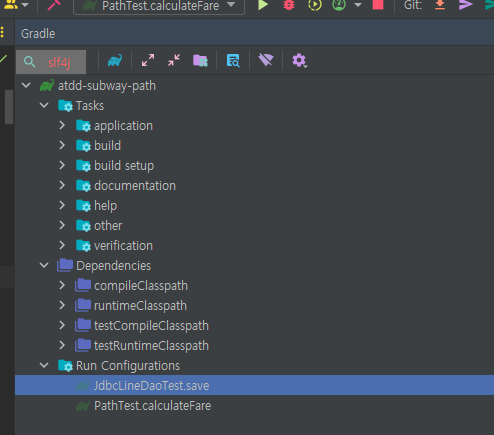 PathTest.calculateFare
Git:
Gradle
slf4j
atdd-subway-path
Tasks
application
build
build setup
documentation
help
other
verification
Dependencies
compileClasspath
runtimeClasspath
testCompileClasspath
testRuntimeClasspath
Run Configurations
JdbcLineDaoTest.save
PathTest.calculateFare